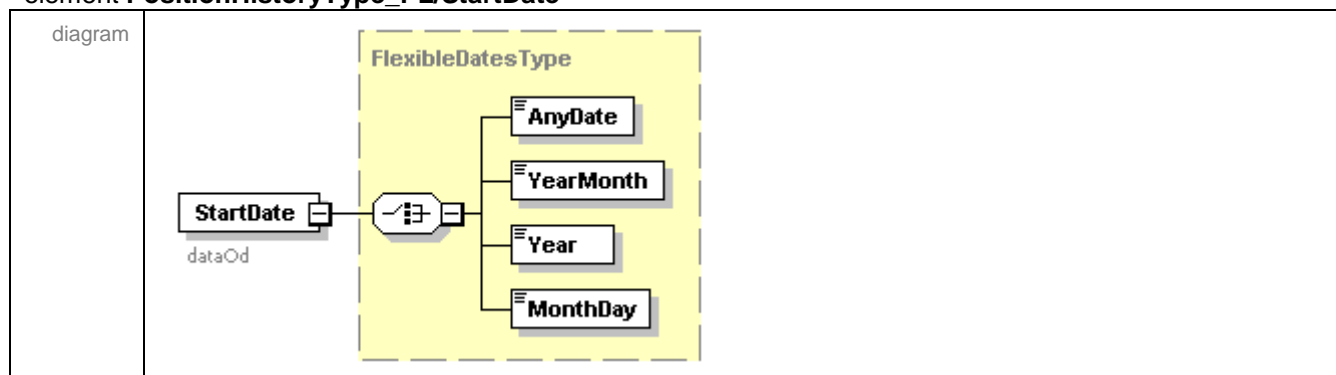 element PositionHistoryType_PL/StartDate
diagram
FlexibleDatesType
AnyDate
YearMonth
StartDate
dataOd
Year
MonthDay